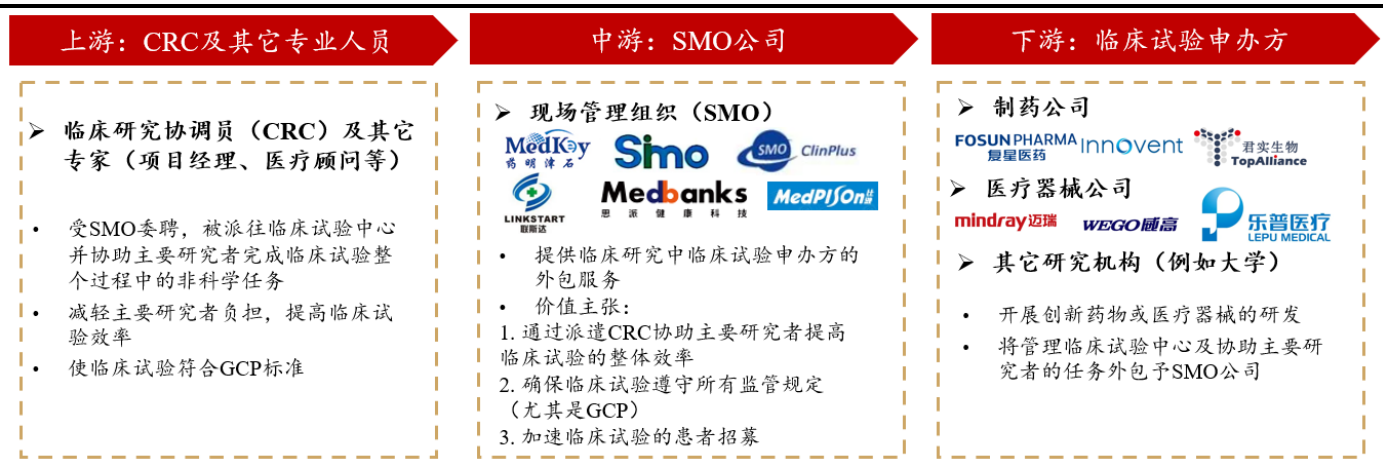 上游：CRC及其它专业人员
➢ 临床研究协调员（CRC）及其它
专家（项目经理、医疗顾问等）
• 受SMO委聘，被派往临床试验中心
并协助主要研究者完成临床试验整
个过程中的非科学任务
• 减轻主要研究者负担，提高临床试
验效率
• 使临床试验符合GCP标准
中游：SMO公司
➢ 现场管理组织（SMO）
MedKey
药明津石
Simo
SMO ClinPlus
LINKSTART
联斯达
Medbanks
思派健康科技
MedPISOn
• 提供临床研究中临床试验申办方的
外包服务
• 价值主张：
1. 通过派遣CRC协助主要研究者提高
临床试验的整体效率
2. 确保临床试验遵守所有监管规定
（尤其是GCP）
3. 加速临床试验的患者招募
下游：临床试验申办方
➢ 制药公司
FOSUN PHARMA
复星医药
Innovent
君实生物
TopAlliance
➢ 医疗器械公司
mindray迈瑞
WEGO威高
乐普医疗
LEPU MEDICAL
➢ 其它研究机构（例如大学）
• 开展创新药物或医疗器械的研发
• 将管理临床试验中心及协助主要研
究者的任务外包予SMO公司